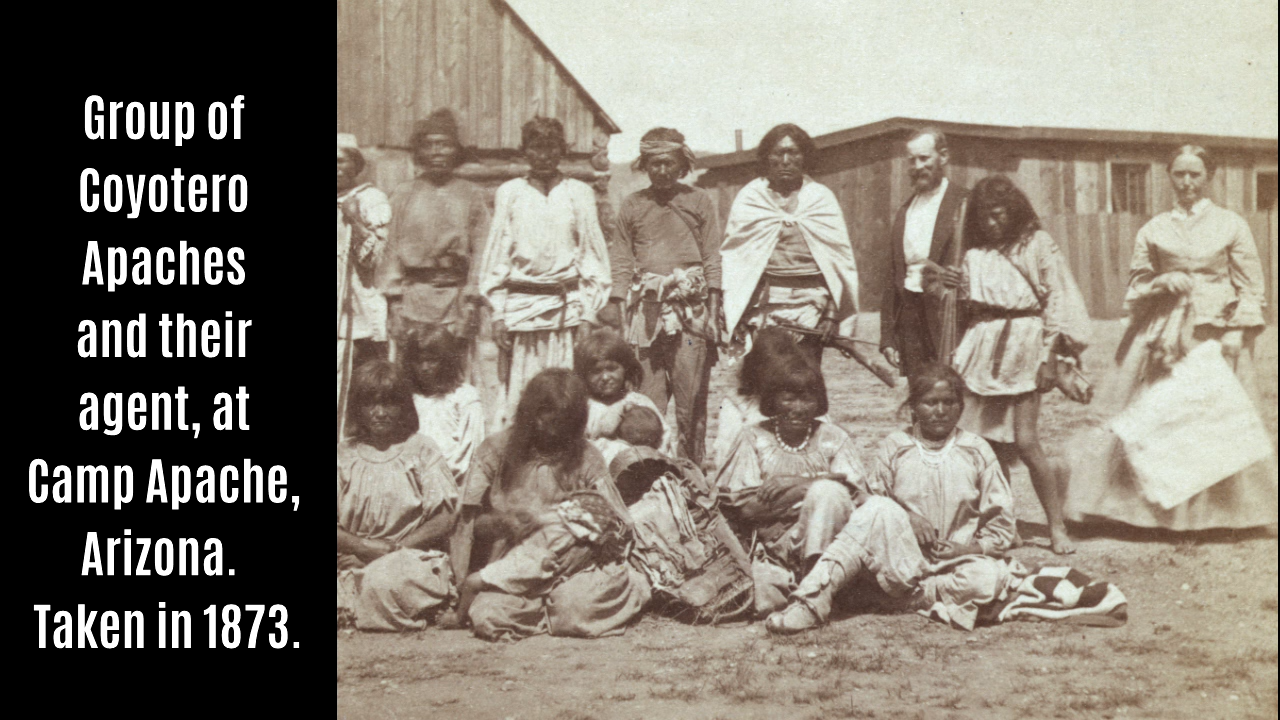 Group of
Coyotero
Apaches
and their
agent, at
Camp Apache,
Arizona.
Taken in 1873.